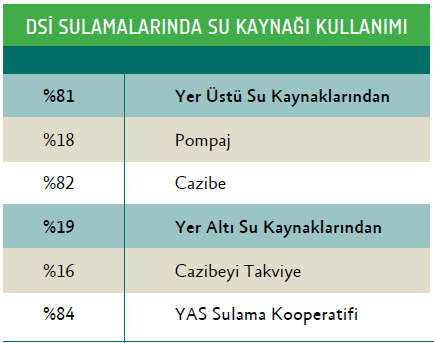 DSİ SULAMALARINDA SU KAYNAĞI KULLANIMI
%81 Yer Üstü Su Kaynaklarından
%18 Pompaj
%82 Cazibe
%19 Yer Altı Su Kaynaklarından
%16 Cazibeyi Takviye
%84 YAS Sulama Kooperatifi